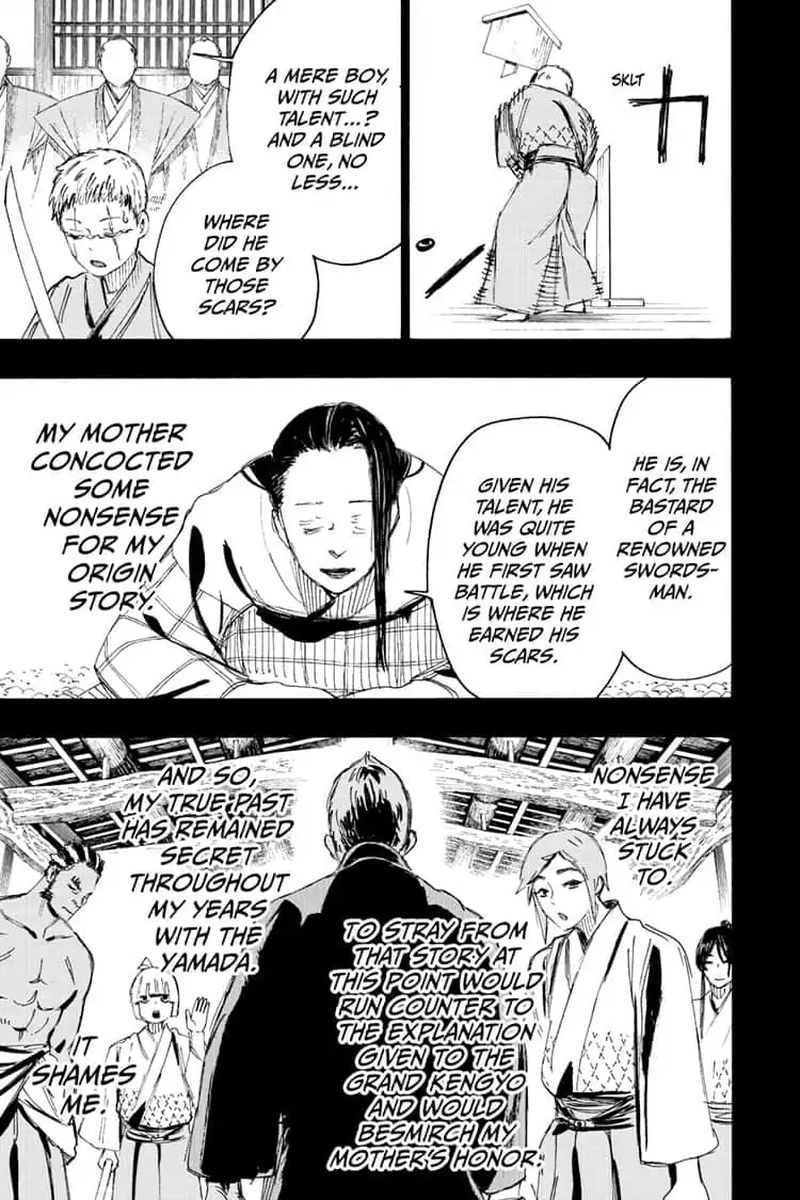 SKLT
カ
A MERE BOY,
WITH SUCH
TALENT...?
AND A BLIND
ONE, NO
LESS...
WHERE
DID HE
COME BY
THOSE
SCARS?
HE IS, IN
FACT, THE
BASTARD
OF A
RENOWNED
SWORDS-
MAN.
GIVEN HIS
TALENT, HE
WAS QUITE
YOUNG WHEN
HE FIRST SAW
BATTLE, WHICH
IS WHERE HE
EARNED HIS
SCARS.
MY MOTHER
CONCOCTED
SOME
NONSENSE
FOR MY
ORIGIN
STORY.
NONSENSE
I HAVE
ALWAYS
STUCK
TO.
AND SO,
MY TRUE PAST
HAS REMAINED
SECRET
THROUGHOUT
MY YEARS
WITH THE
YAMADA.
TO STRAY FROM
THAT STORY AT
THIS POINT WOULD
RUN COUNTER TO
THE EXPLANATION
GIVEN TO THE
GRAND KENGYO
AND WOULD
BESMIRCH MY
MOTHER'S HONOR.
IT
SHAMES
ME.